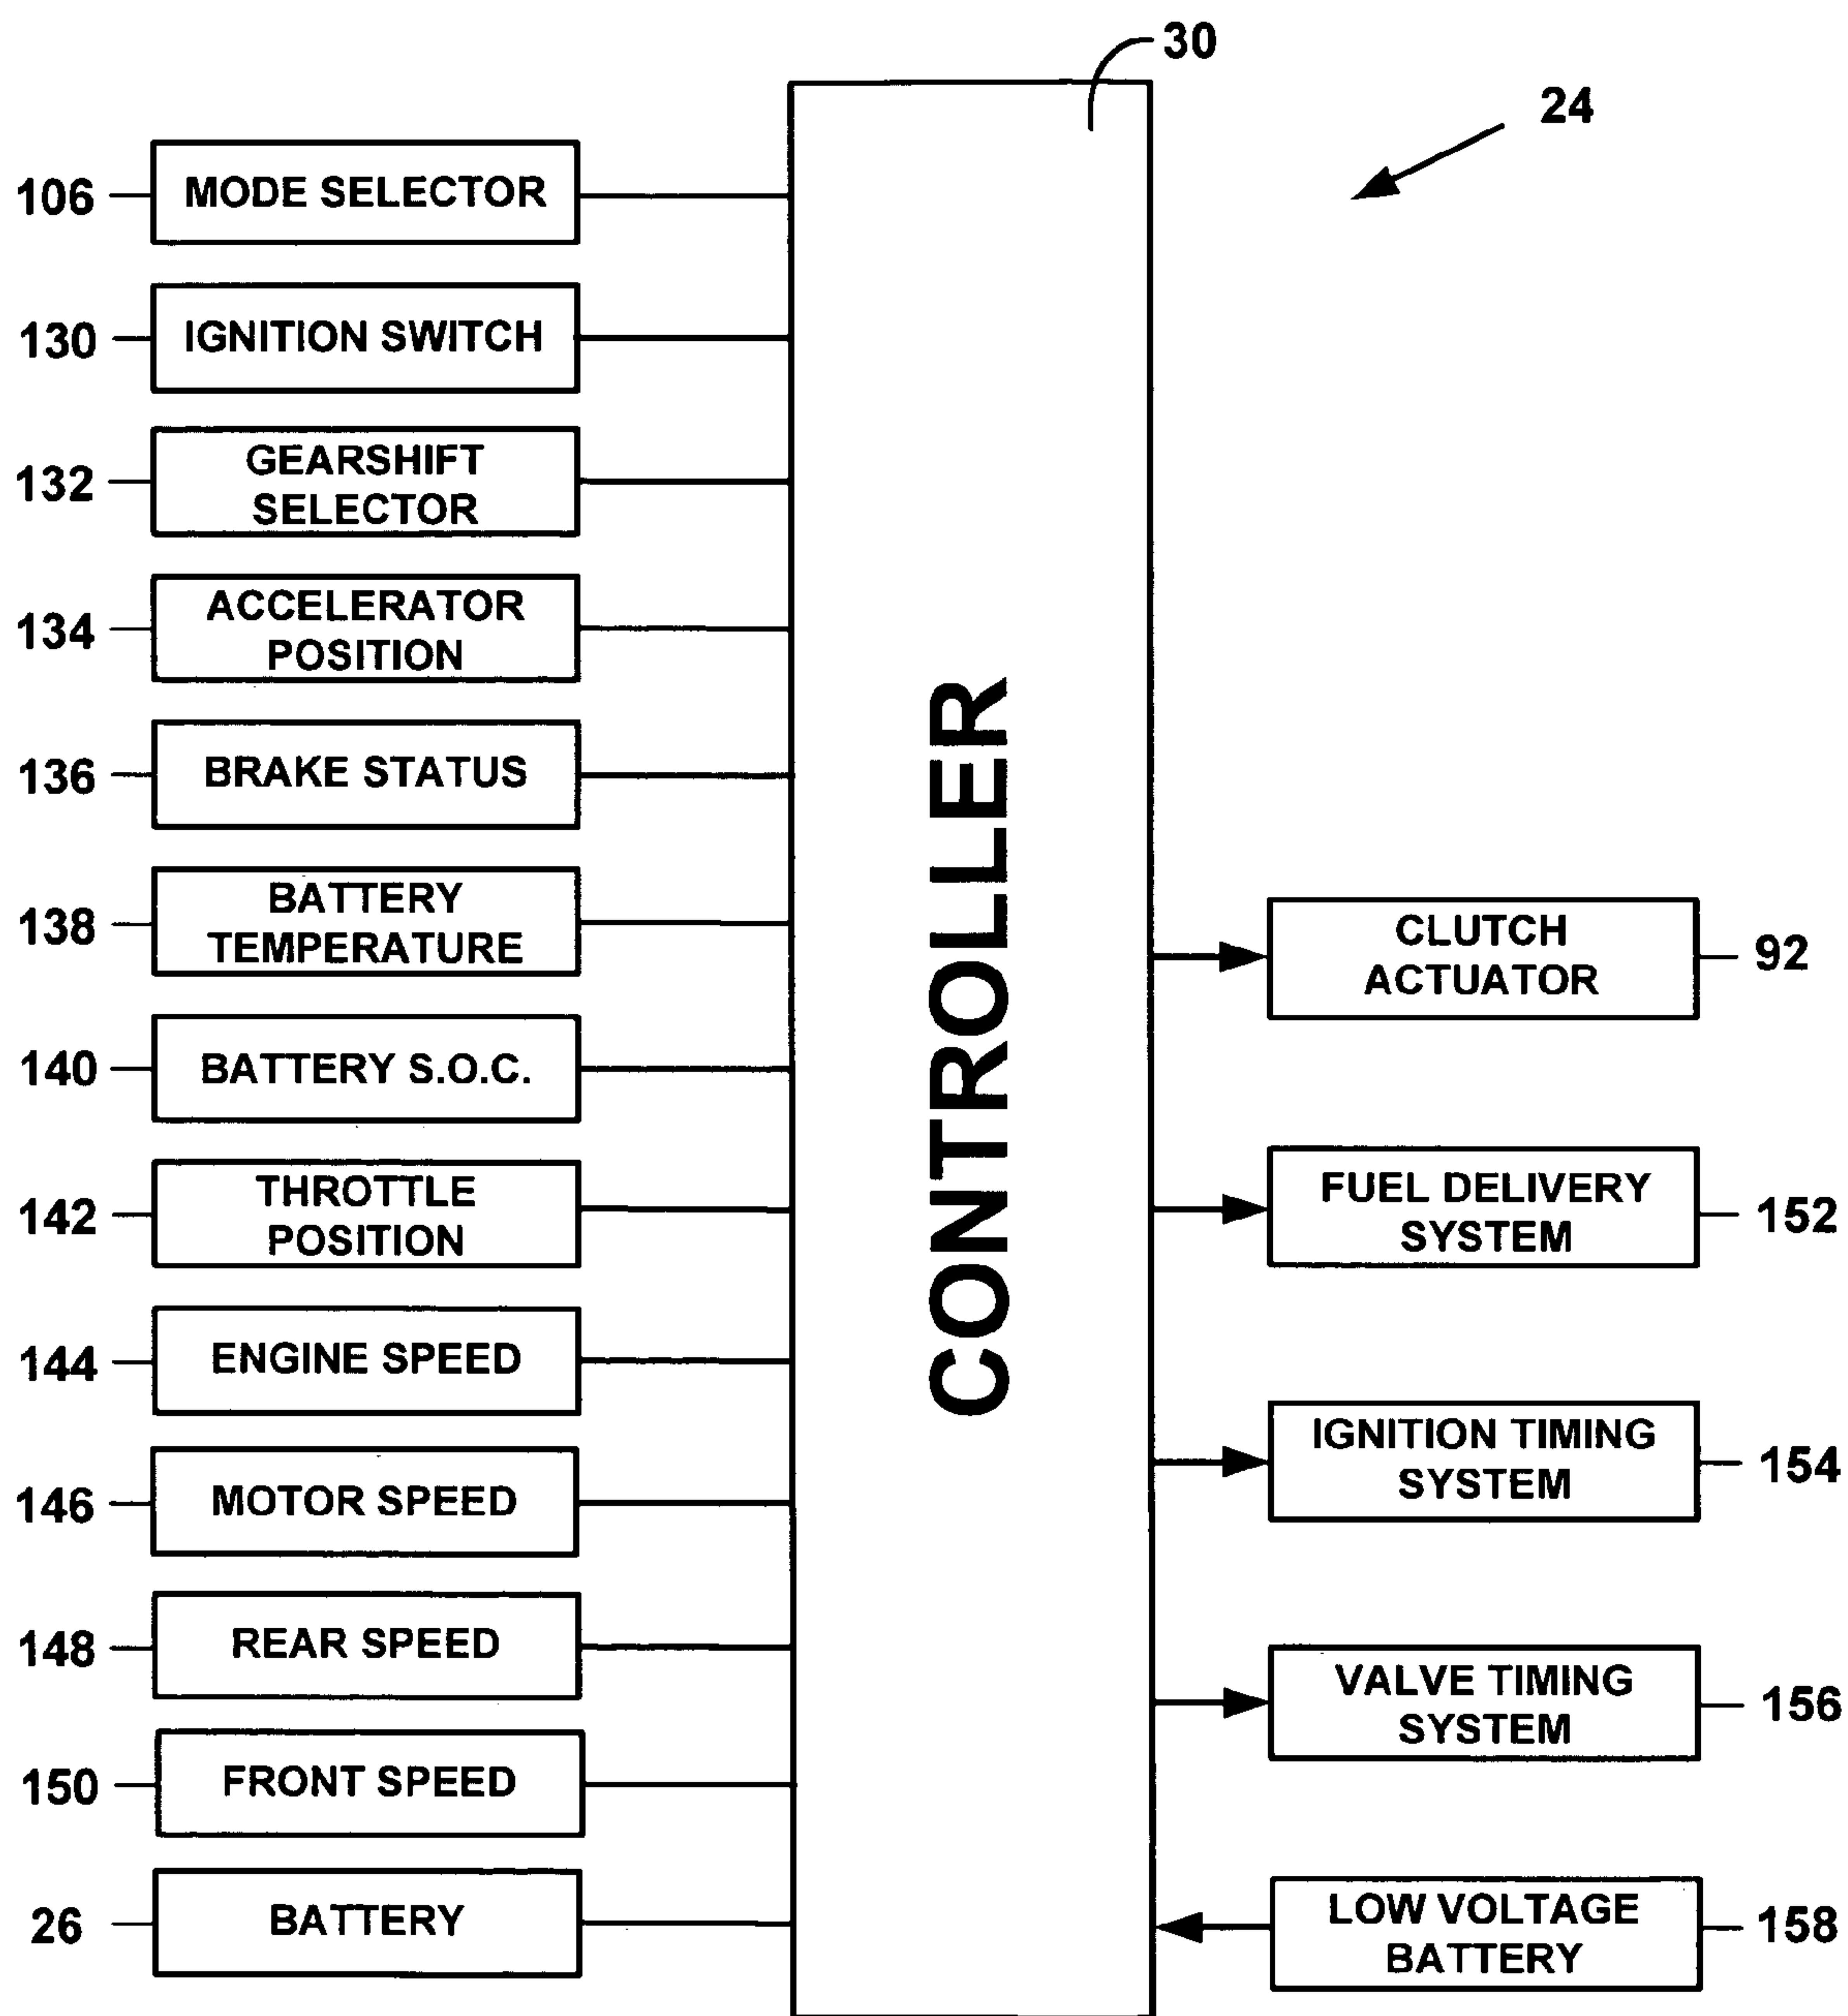 30
24
106
MODE SELECTOR
130
IGNITION SWITCH
132
GEARSHIFT
SELECTOR
134
ACCELERATOR
POSITION
136
BRAKE STATUS
138
BATTERY
TEMPERATURE
140
BATTERY S.O.C.
142
THROTTLE
POSITION
144
ENGINE SPEED
146
MOTOR SPEED
148
REAR SPEED
150
FRONT SPEED
26
BATTERY
CONTROLLER
CLUTCH
ACTUATOR
92
FUEL DELIVERY
SYSTEM
152
IGNITION TIMING
SYSTEM
154
VALVE TIMING
SYSTEM
156
LOW VOLTAGE
BATTERY
158